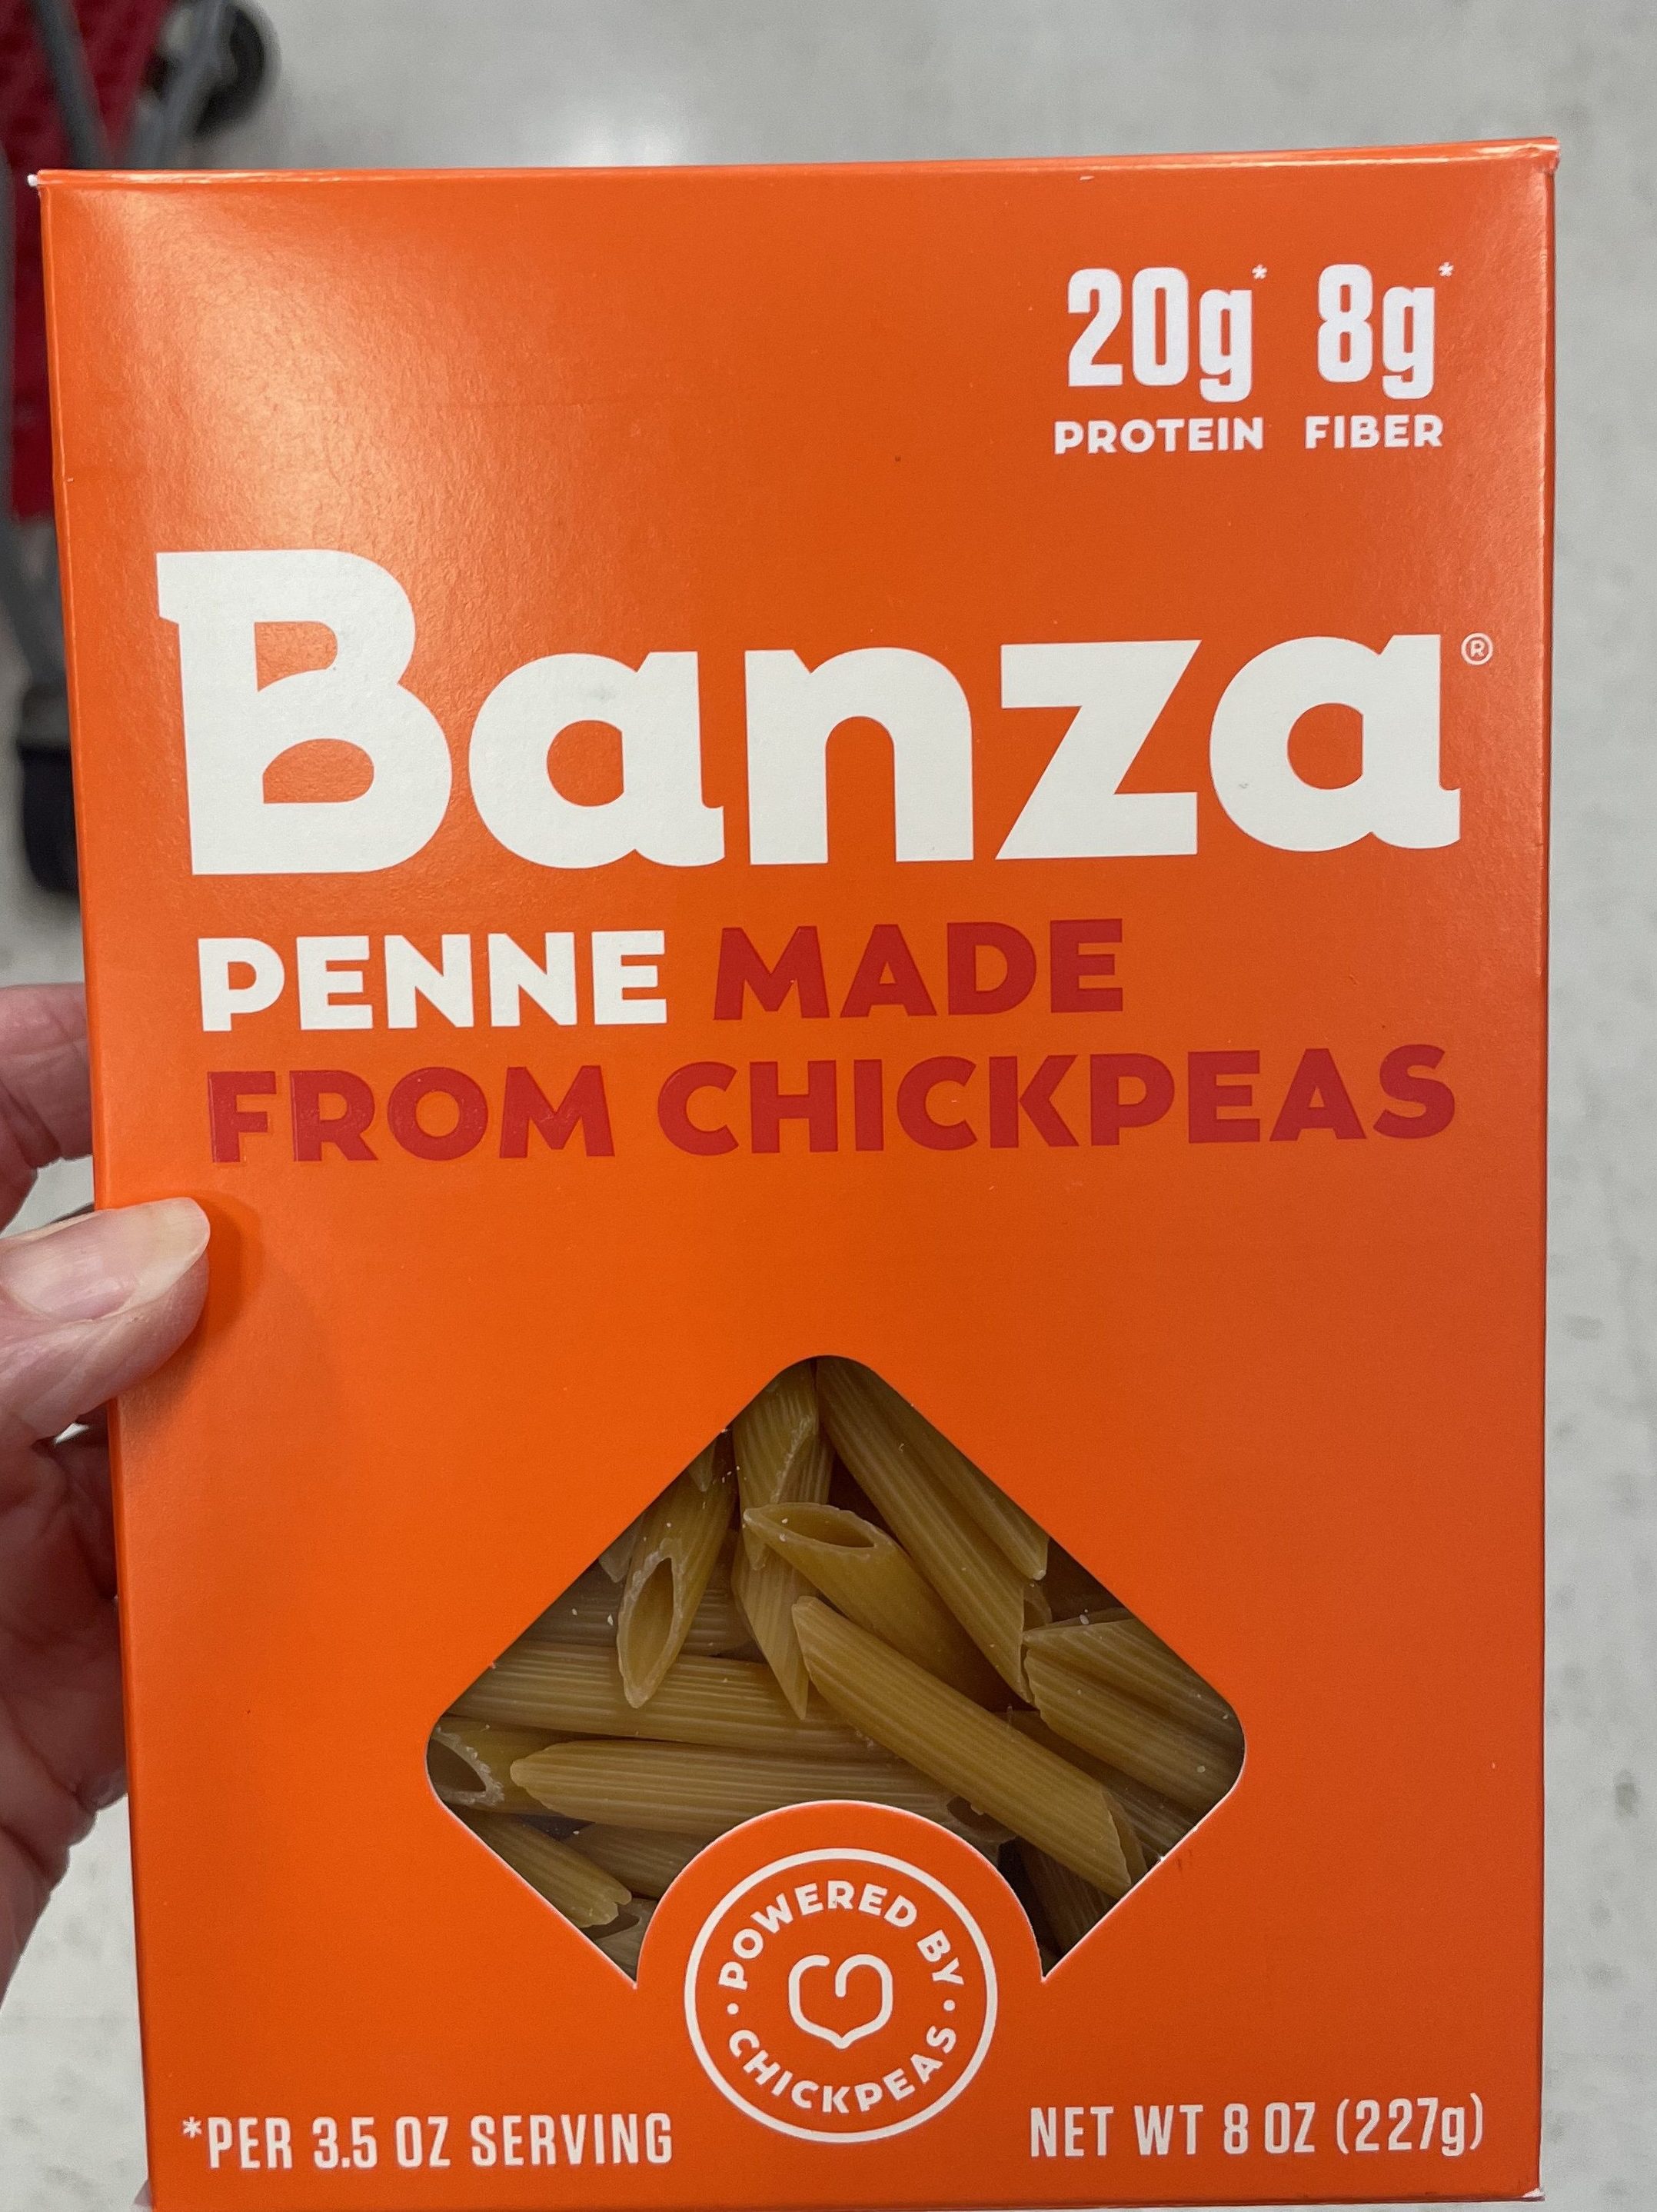 20g* 8g*
PROTEIN FIBER
Banza®
PENNE MADE
FROM CHICKPEAS
POWERED BY
• CHICKPEAS •
*PER 3.5 OZ SERVING
NET WT 8 OZ (227g)